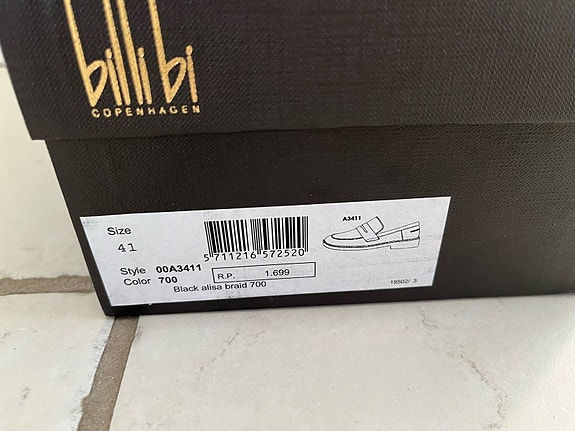 billi bi
COPENHAGEN
Size
41
5 711216 572520
A3411
Style 00A3411
Color 700
R.P. 1.699
Black alisa braid 700
19502/ 3